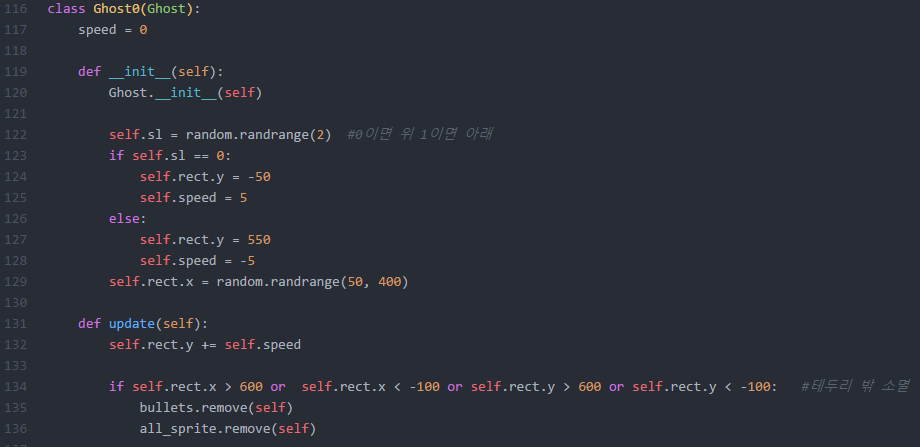 116 class Ghost0(Ghost):
117     speed = 0
118
119     def __init__(self):
120         Ghost.__init__(self)
121
122         self.sl = random.randrange(2)  #0이면 위 1이면 아래
123         if self.sl == 0:
124             self.rect.y = -50
125             self.speed = 5
126         else:
127             self.rect.y = 550
128             self.speed = -5
129         self.rect.x = random.randrange(50, 400)
130
131     def update(self):
132         self.rect.y += self.speed
133
134         if self.rect.x > 600 or  self.rect.x < -100 or self.rect.y > 600 or self.rect.y < -100:   #테두리 밖 소멸
135             bullets.remove(self)
136             all_sprite.remove(self)